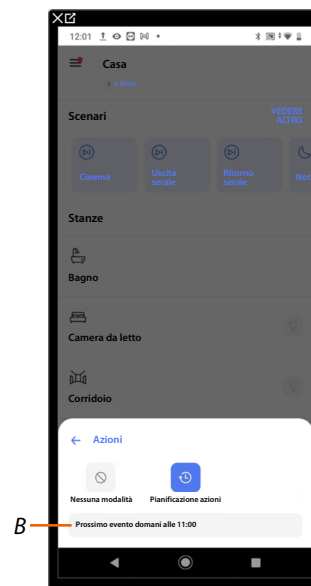 12:01
Casa
Scenari
VEDERE
ALTRO
Cinema
Uscita
serale
Ritorno
serale
Not
Stanze
Bagno
Camera da letto
Corridoio
Azioni
Nessuna modalità
Pianificazione azioni
B
Prossimo evento domani alle 11:00